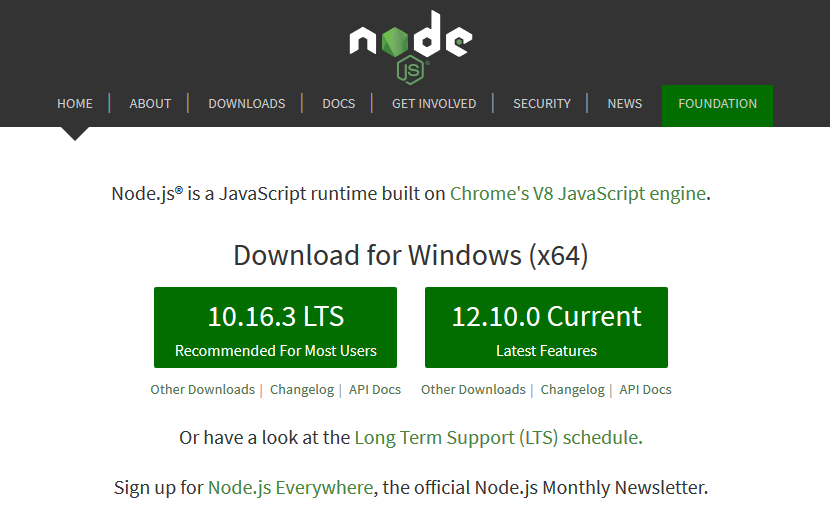 node
JS
HOME | ABOUT | DOWNLOADS | DOCS | GET INVOLVED | SECURITY | NEWS FOUNDATION
Node.js® is a JavaScript runtime built on Chrome's V8 JavaScript engine.
Download for Windows (x64)
10.16.3 LTS
Recommended For Most Users
12.10.0 Current
Latest Features
Other Downloads | Changelog | API Docs
Other Downloads | Changelog | API Docs
Or have a look at the Long Term Support (LTS) schedule.
Sign up for Node.js Everywhere, the official Node.js Monthly Newsletter.